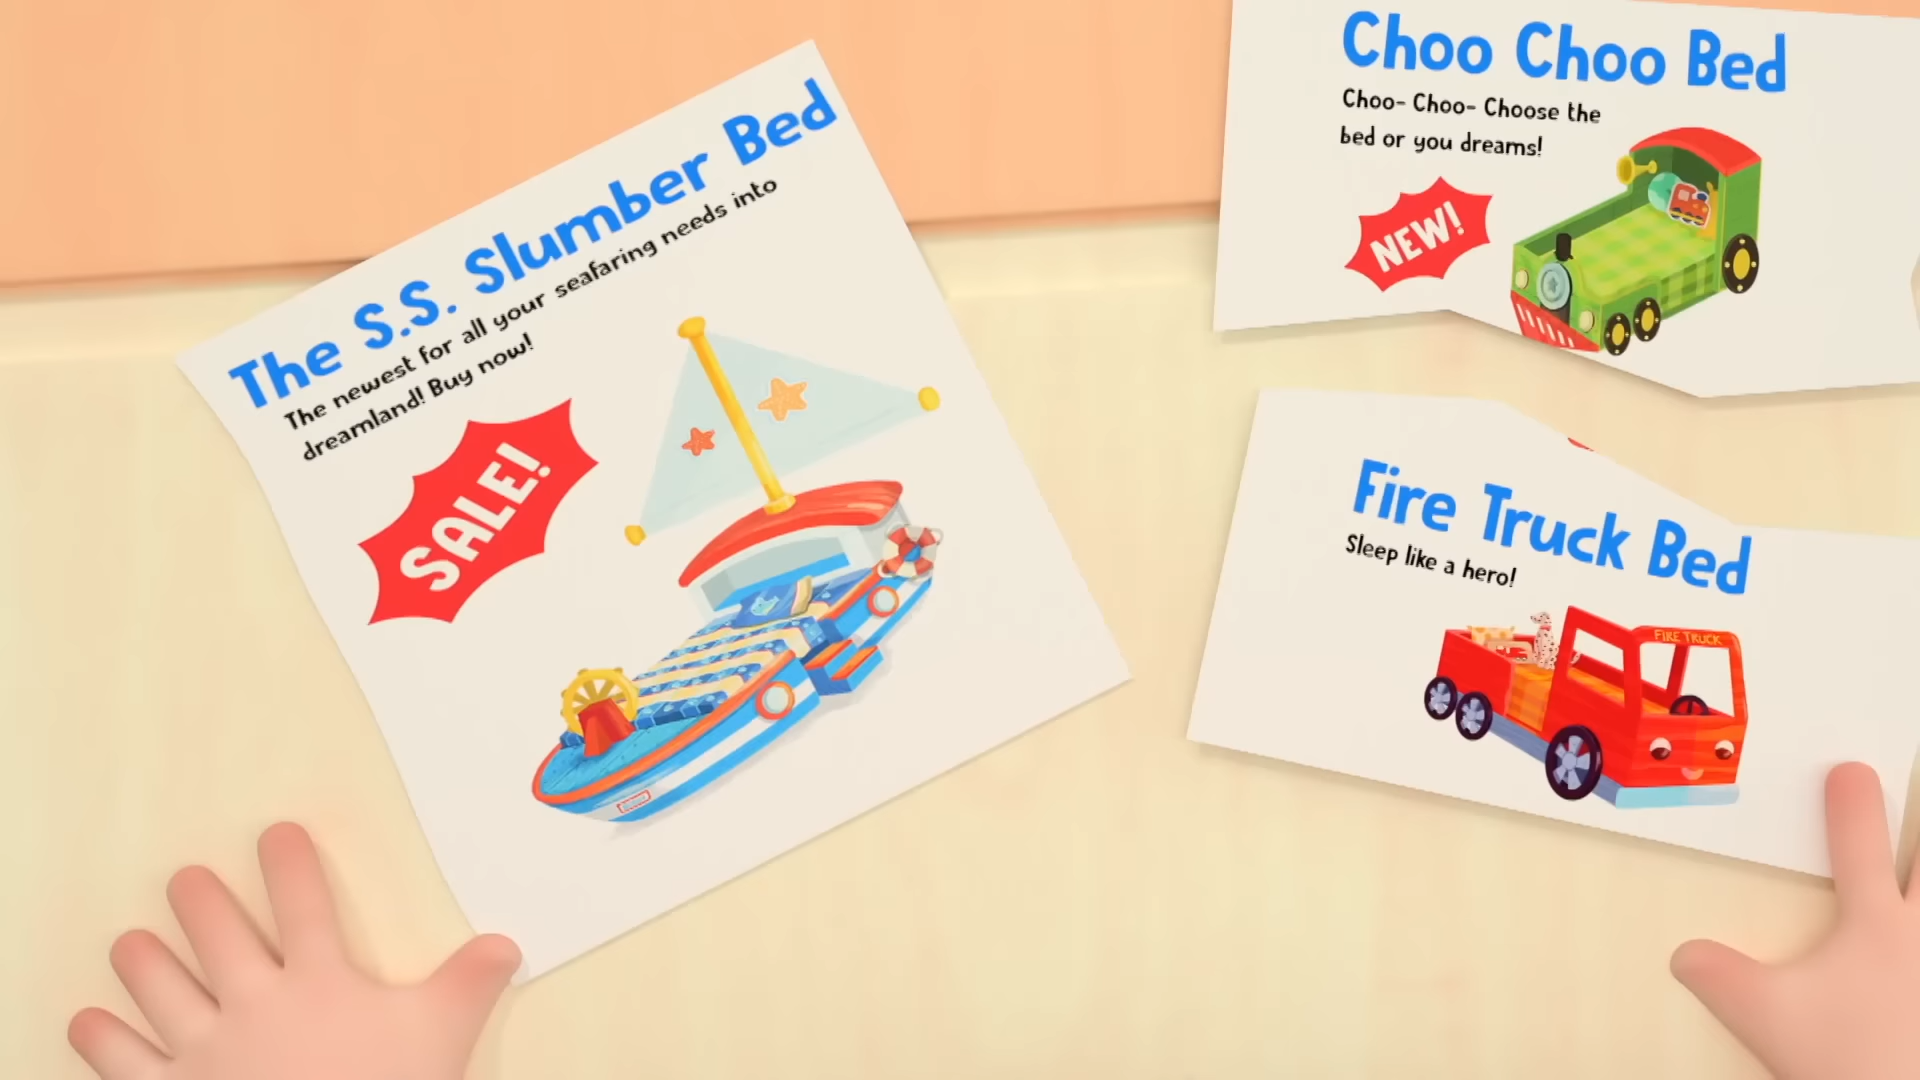 The S.S. Slumber Bed
The newest for all your seafaring needs into
dreamland! Buy now!
SALE!
Choo Choo Bed
Choo- Choo- Choose the
bed or you dreams!
NEW!
Fire Truck Bed
Sleep like a hero!
FIRE TRUCK